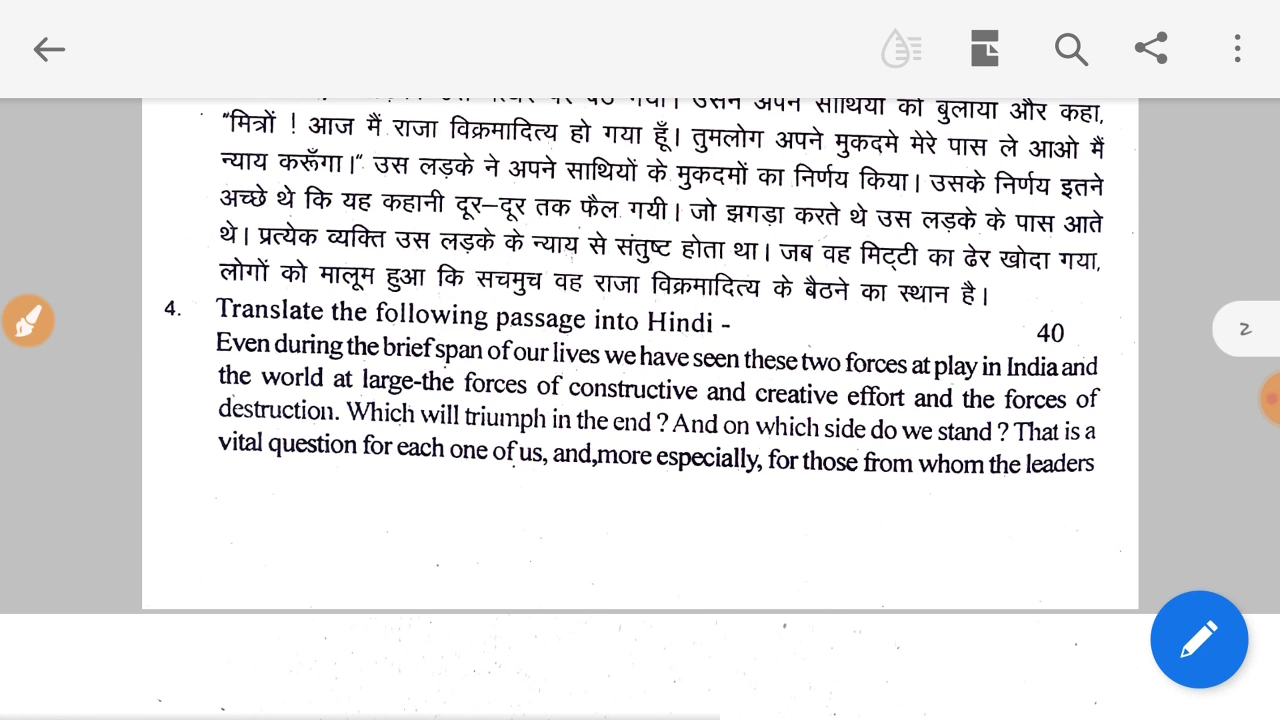 गया। उसने अपने साथियों को बुलाया और कहा,
"मित्रों ! आज मैं राजा विक्रमादित्य हो गया हूँ। तुमलोग अपने मुकदमे मेरे पास ले आओ मैं
न्याय करूँगा।". उस लड़के ने अपने साथियों के मुकदमों का निर्णय किया। उसके निर्णय इतने
अच्छे थे कि यह कहानी दूर–दूर तक फैल गयी। जो झगड़ा करते थे उस लड़के के पास आते
थे। प्रत्येक व्यक्ति उस लड़के के न्याय से संतुष्ट होता था। जब वह मिट्टी का ढेर खोदा गया,
लोगों को मालूम हुआ कि सचमुच वह राजा विक्रमादित्य के बैठने का स्थान है।
4. Translate the following passage into Hindi - 40
Even during the brief span of our lives we have seen these two forces at play in India and
the world at large-the forces of constructive and creative effort and the forces of
destruction. Which will triumph in the end ? And on which side do we stand ? That is a
vital question for each one of us, and,more especially, for those from whom the leaders
2